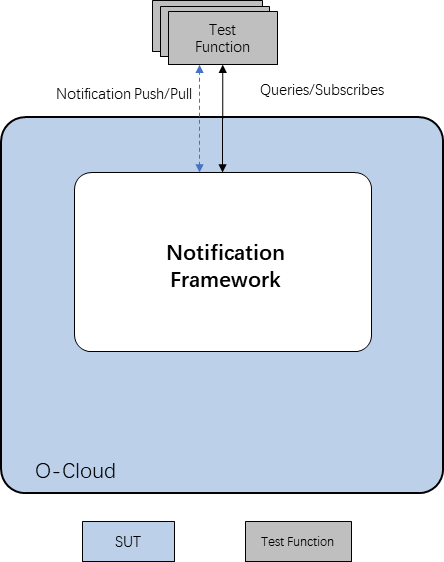 Test
Function
Notification Push/Pull
Queries/Subscribes
Notification
Framework
O-Cloud
SUT
Test Function